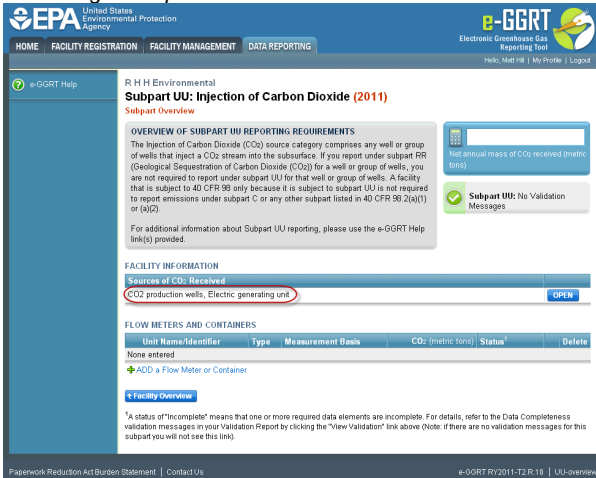 EPA United States Environmental Protection Agency
e-GGRT
Electronic Greenhouse Gas
Reporting Tool
HOME FACILITY REGISTRATION FACILITY MANAGEMENT DATA REPORTING
Hello, Matt Hill | My Profile | Logout
e-GGRT Help
R H H Environmental
Subpart UU: Injection of Carbon Dioxide (2011)
Subpart Overview
OVERVIEW OF SUBPART UU REPORTING REQUIREMENTS
The Injection of Carbon Dioxide (CO2) source category comprises any well or group
of wells that inject a CO2 stream into the subsurface. If you report under subpart RR
(Geological Sequestration of Carbon Dioxide (CO2) for a well or group of wells, you
are not required to report under subpart UU for that well or group of wells. A facility
that is subject to 40 CFR 98 only because it is subject to subpart UU is not required
to report emissions under subpart C or any other subpart listed in 40 CFR 98.2(a)(1)
or (a)(2).
For additional information about Subpart UU reporting, please use the e-GGRT Help
link(s) provided.
Net annual mass of CO2 received (metric
tons)
Subpart UU: No Validation
Messages
FACILITY INFORMATION
Sources of CO2 Received
CO2 production wells, Electric generating unit OPEN
FLOW METERS AND CONTAINERS
Unit Name/Identifier Type Measurement Basis CO2 (metric tons) Status1 Delete
None entered
ADD a Flow Meter or Container
Facility Overview
1A status of "Incomplete" means that one or more required data elements are incomplete. For details, refer to the Data Completeness
validation messages in your Validation Report by clicking the "View Validation" link above (Note: if there are no validation messages for this
subpart you will not see this link).
Paperwork Reduction Act Burden Statement | Contact Us e-GGRT RY2011-T2.R.18 | UU-overview